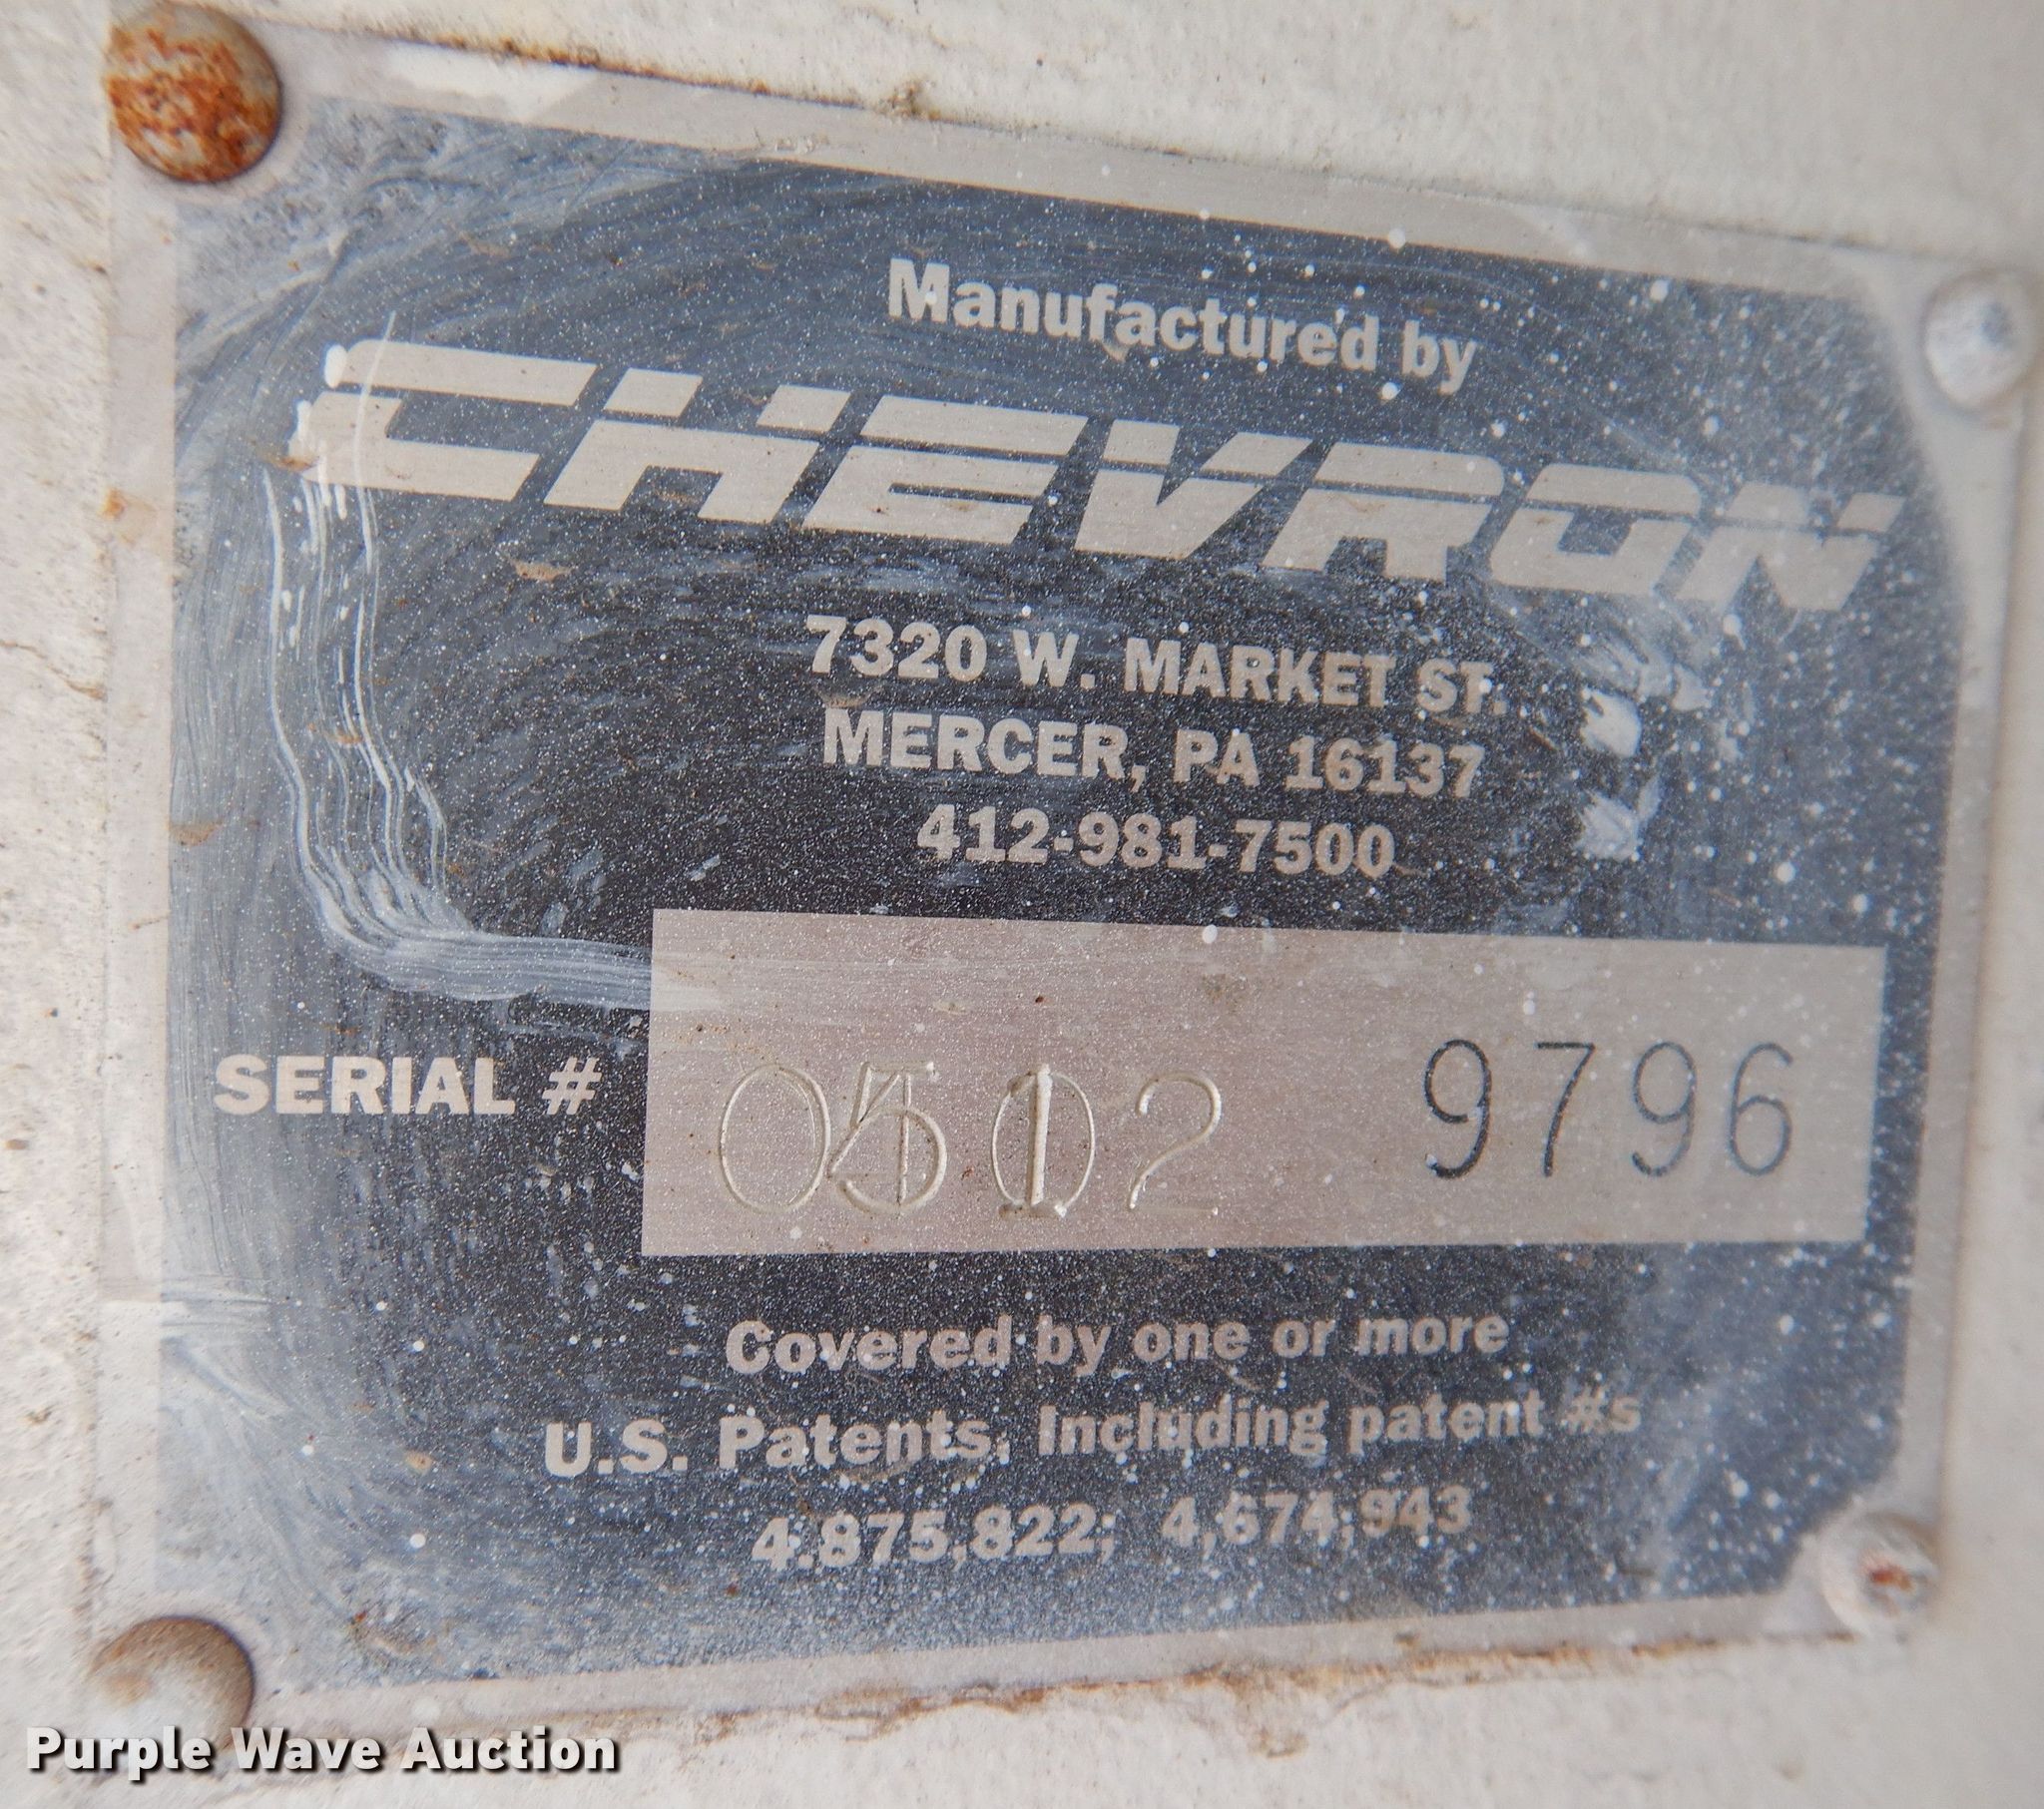 Manufactured by
CHEVRON
7320 W. MARKET ST.
MERCER, PA 16137
412-981-7500
SERIAL # 9796
Covered by one or more
U.S. Patents, Including patent #s
4,875,822; 4,674,943
Purple Wave Auction